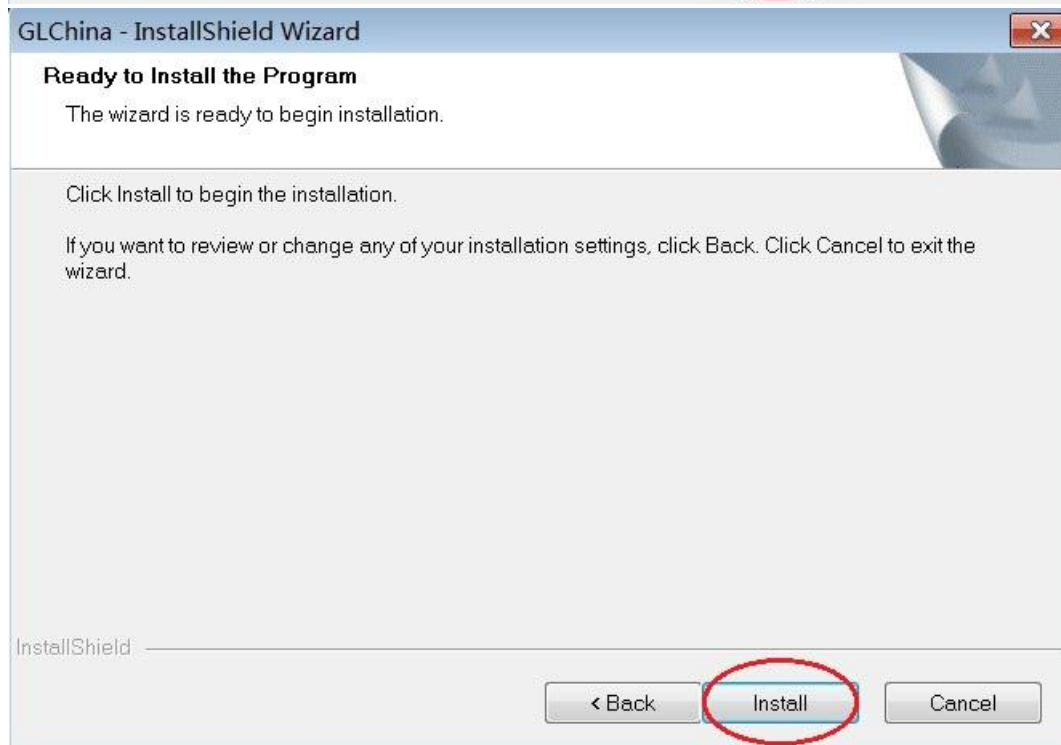 GLChina - InstallShield Wizard
Ready to Install the Program
The wizard is ready to begin installation.
Click Install to begin the installation.
If you want to review or change any of your installation settings, click Back. Click Cancel to exit the
wizard.
InstallShield
< Back Install Cancel